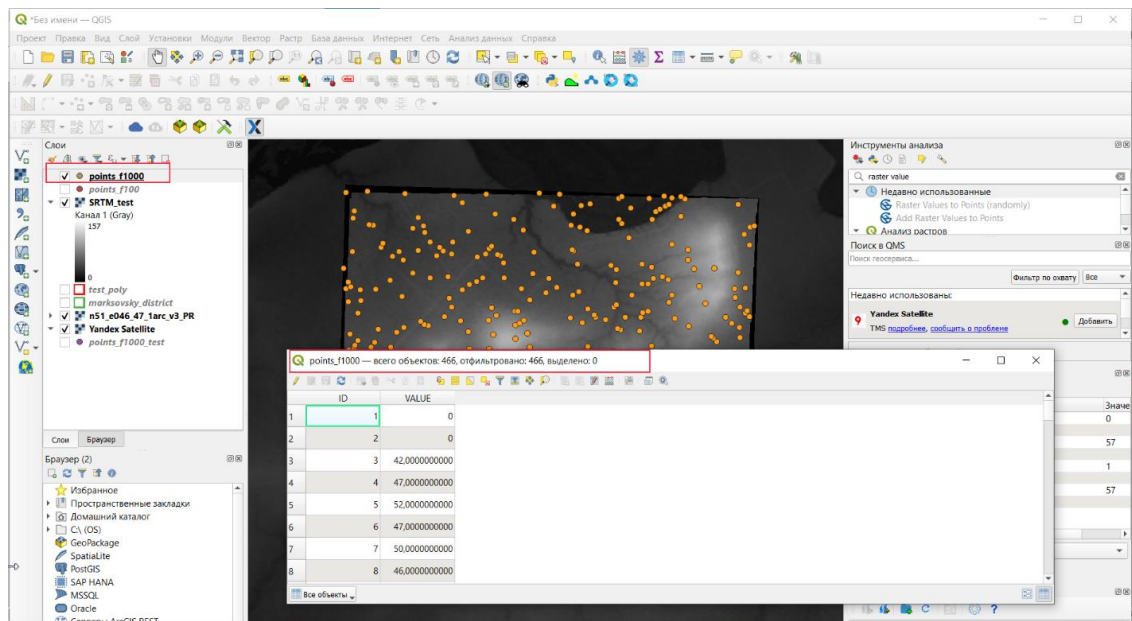 *Без имени — QGIS
Проект Правка Вид Слой Установки Модули Вектор Растр База данных Интернет Сеть Анализ данных Справка
Слои
points_f1000
points_f100
SRTM_test
Канал 1 (Gray)
157
0
test_poly
marksovsky_district
n51_e046_47_1arc_v3_PR
Yandex Satellite
points_f1000_test
Слои Браузер
Браузер (2)
Избранное
Пространственные закладки
Домашний каталог
C:\ (OS)
GeoPackage
SpatiaLite
PostGIS
SAP HANA
MSSQL
Oracle
Серверы ArcGIS REST
Инструменты анализа
raster value
Недавно использованные
Raster Values to Points (randomly)
Add Raster Values to Points
Анализ растров
Поиск в QMS
Поиск геосервиса...
Фильтр по охвату Все
Недавно использованы:
Yandex Satellite
TMS подробнее, сообщить о проблеме
Добавить
Значе
0
57
1
57
points_f1000 — всего объектов: 466, отфильтровано: 466, выделено: 0
ID VALUE
1 1 0
2 2 0
3 3 42,0000000000
4 4 47,0000000000
5 5 52,0000000000
6 6 47,0000000000
7 7 50,0000000000
8 8 46,0000000000
Все объекты